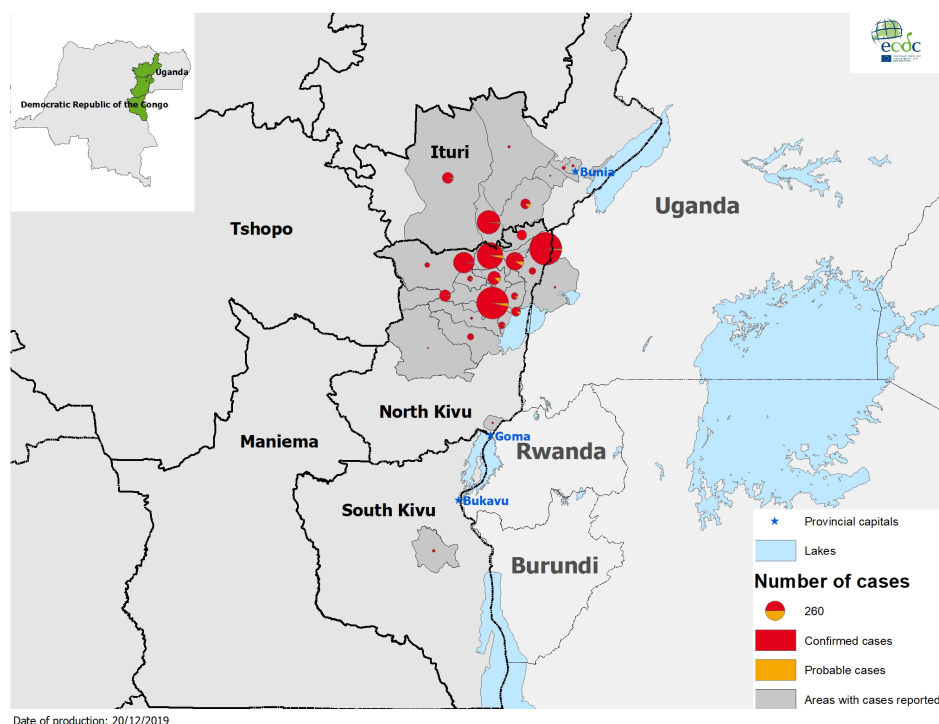 Uganda
Democratic Republic of the Congo
ecdc
Ituri
Bunia
Uganda
Tshopo
North Kivu
Goma
Maniema
Rwanda
South Kivu
Bukavu
Burundi
Provincial capitals
Lakes
Number of cases
260
Confirmed cases
Probable cases
Areas with cases reported
Date of production: 20/12/2019